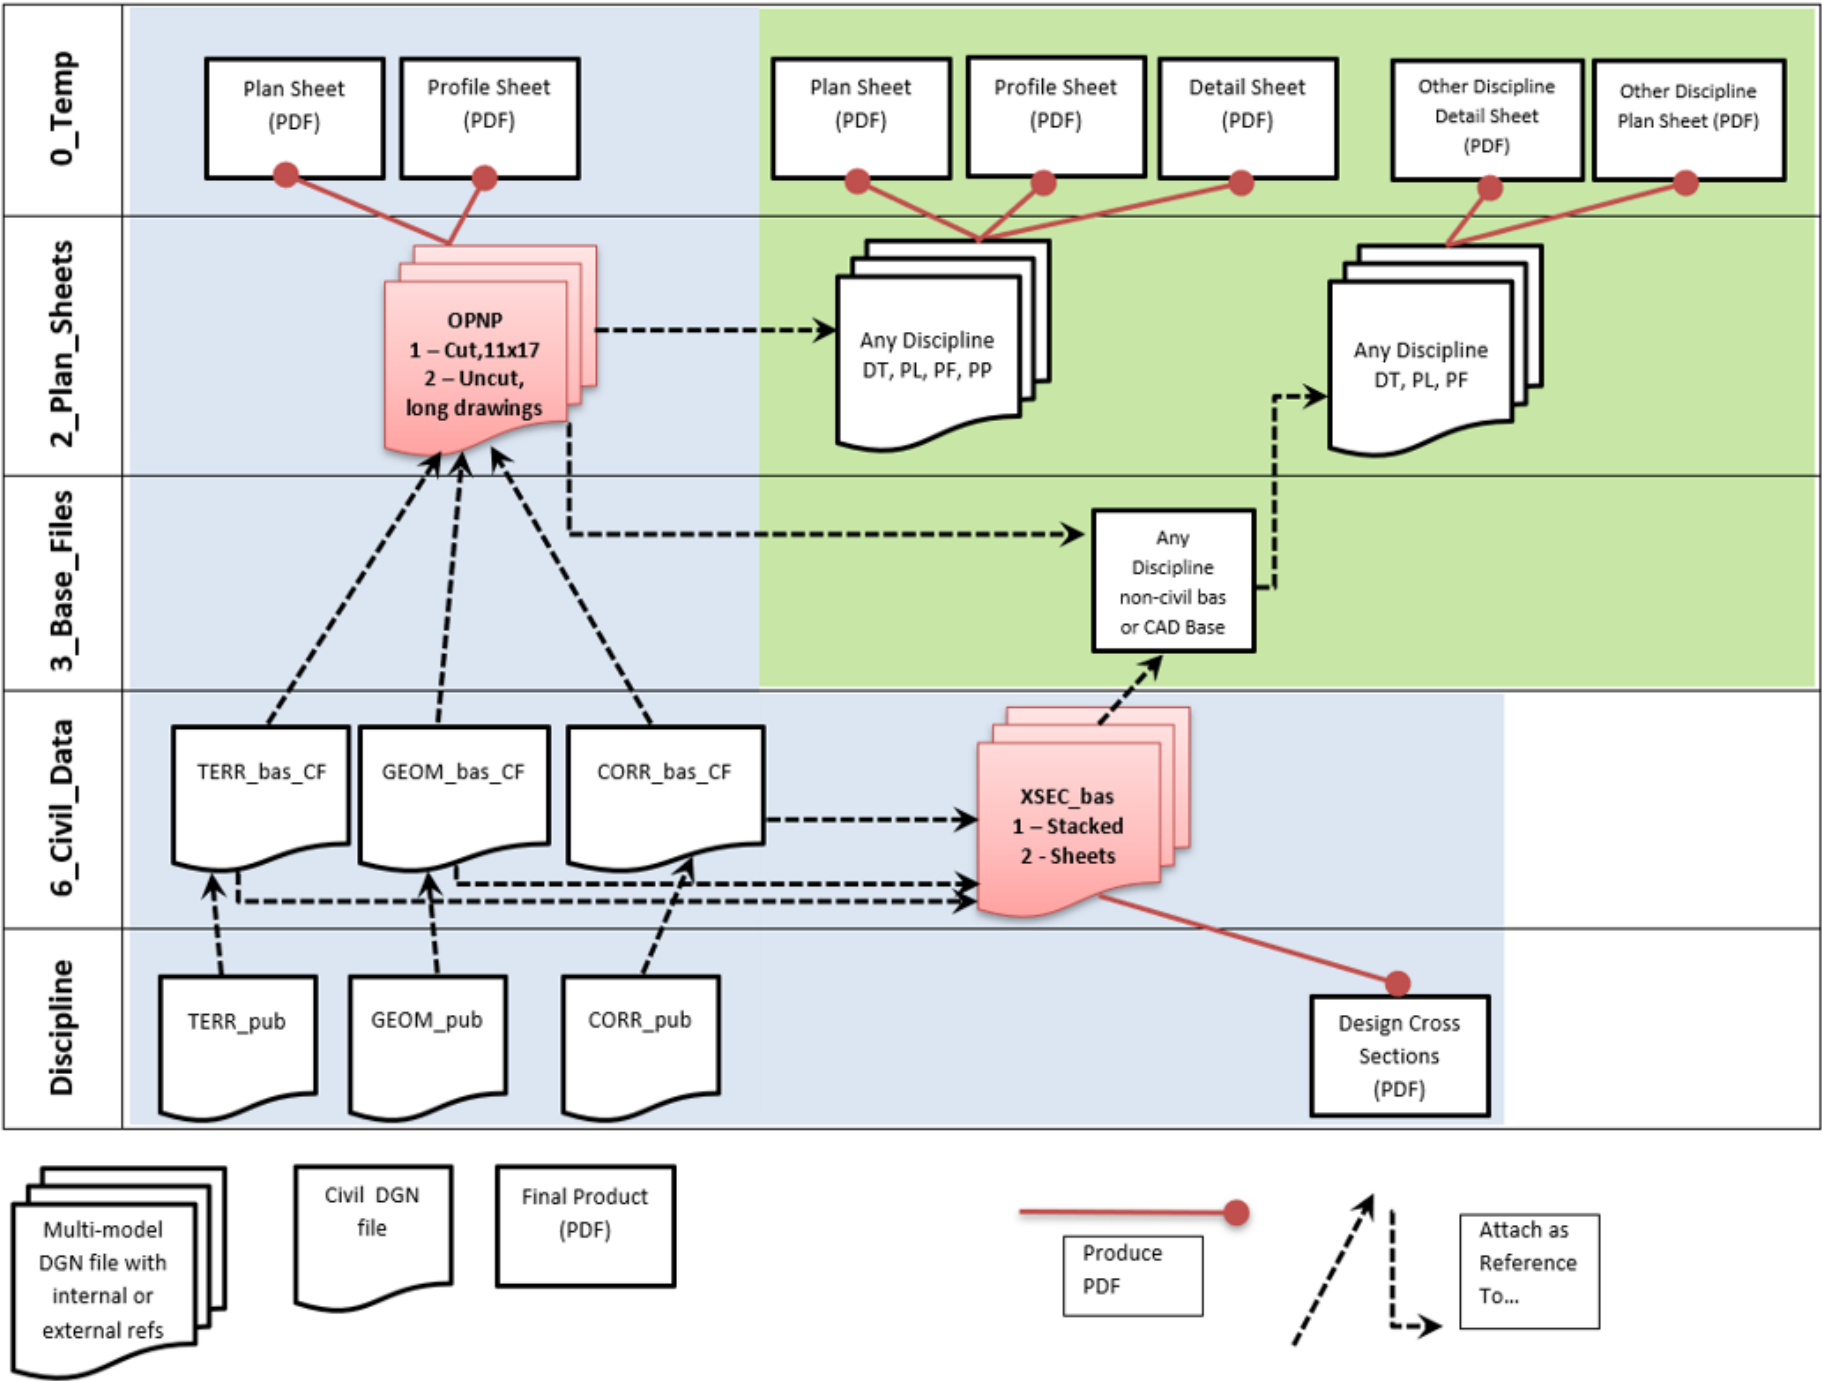 0_Temp
Plan Sheet
(PDF)
Profile Sheet
(PDF)
Plan Sheet
(PDF)
Profile Sheet
(PDF)
Detail Sheet
(PDF)
Other Discipline
Detail Sheet
(PDF)
Other Discipline
Plan Sheet (PDF)
2_Plan_Sheets
OPNP
1 – Cut,11x17
2 – Uncut,
long drawings
Any Discipline
DT, PL, PF, PP
Any Discipline
DT, PL, PF
3_Base_Files
Any
Discipline
non-civil bas
or CAD Base
6_Civil_Data
TERR_bas_CF
GEOM_bas_CF
CORR_bas_CF
XSEC_bas
1 – Stacked
2 - Sheets
Discipline
TERR_pub
GEOM_pub
CORR_pub
Design Cross
Sections
(PDF)
Multi-model
DGN file with
internal or
external refs
Civil DGN
file
Final Product
(PDF)
Produce
PDF
Attach as
Reference
To...